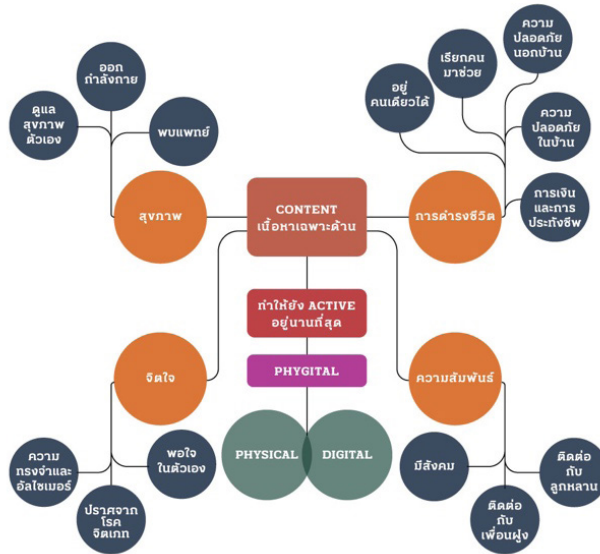 ดูแล
สุขภาพ
ตัวเอง
ออก
กำลังกาย
พบแพทย์
สุขภาพ
CONTENT
เนื้อหาเฉพาะด้าน
การดำรงชีวิต
อยู่
คนเดียวได้
เรียกคน
มาช่วย
ความ
ปลอดภัย
นอกบ้าน
ความ
ปลอดภัย
ในบ้าน
การเงิน
และการ
ประทังชีพ
ทำให้ยัง ACTIVE
อยู่นานที่สุด
PHYGITAL
PHYSICAL
DIGITAL
จิตใจ
ความ
ทรงจำและ
อัลไซเมอร์
ปราศจาก
โรค
จิตเภท
พอใจ
ในตัวเอง
ความสัมพันธ์
มีสังคม
ติดต่อ
กับ
เพื่อนฝูง
ติดต่อ
กับ
ลูกหลาน